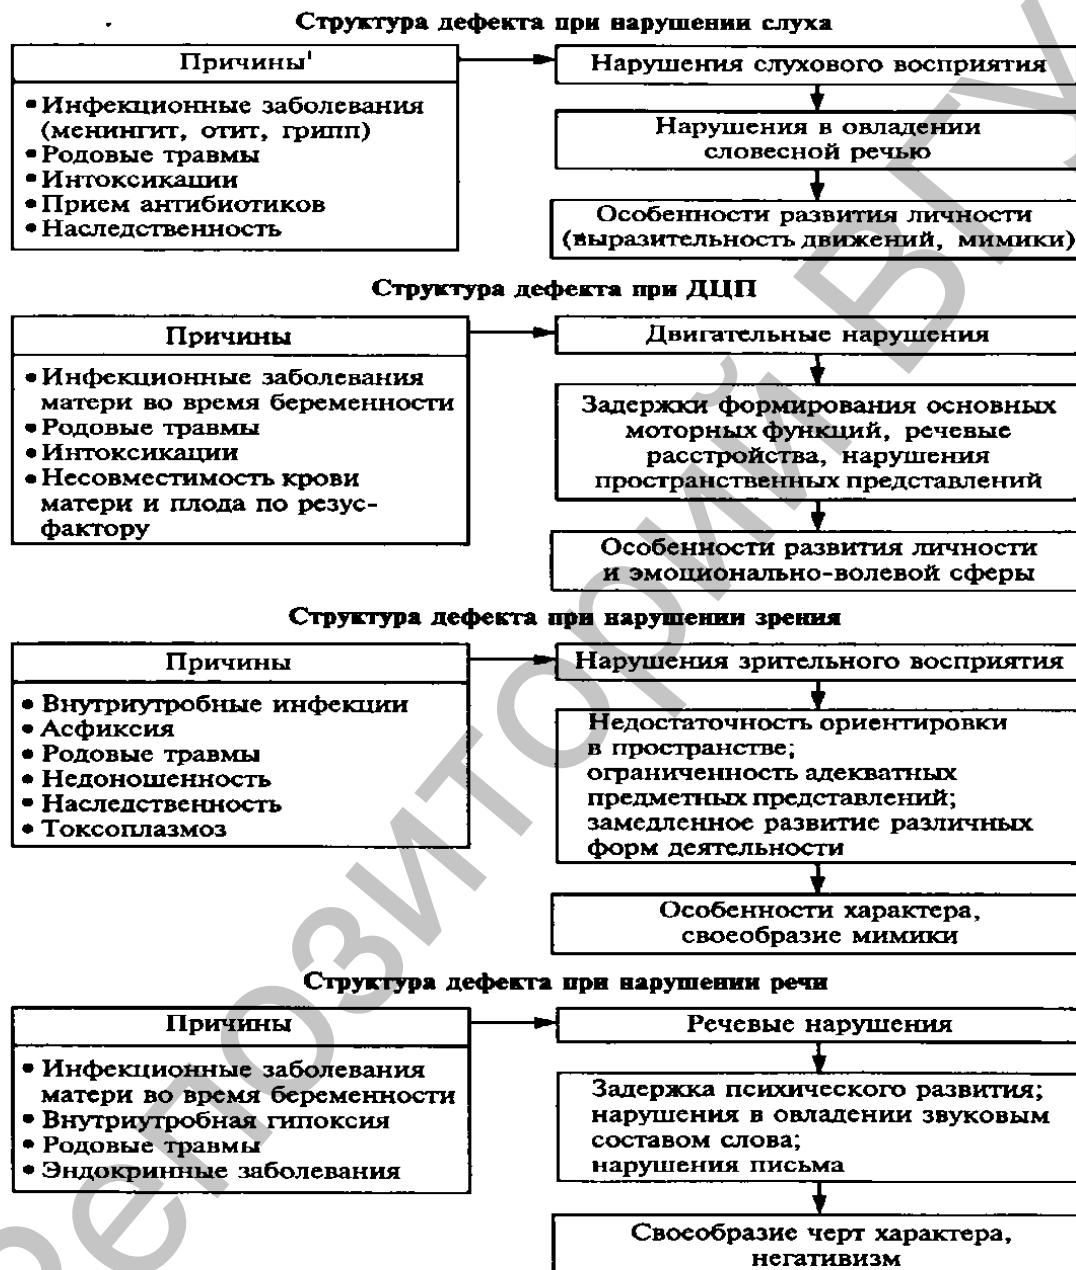 Структура дефекта при нарушении слуха
Причины¹
• Инфекционные заболевания
(менингит, отит, грипп)
• Родовые травмы
• Интоксикации
• Прием антибиотиков
• Наследственность
Нарушения слухового восприятия
Нарушения в овладении
словесной речью
Особенности развития личности
(выразительность движений, мимики)
Структура дефекта при ДЦП
Причины
• Инфекционные заболевания
матери во время беременности
• Родовые травмы
• Интоксикации
• Несовместимость крови
матери и плода по резус-
фактору
Двигательные нарушения
Задержки формирования основных
моторных функций, речевые
расстройства, нарушения
пространственных представлений
Особенности развития личности
и эмоционально-волевой сферы
Структура дефекта при нарушении зрения
Причины
• Внутриутробные инфекции
• Асфиксия
• Родовые травмы
• Недоношенность
• Наследственность
• Токсоплазмоз
Нарушения зрительного восприятия
Недостаточность ориентировки
в пространстве;
ограниченность адекватных
предметных представлений;
замедленное развитие различных
форм деятельности
Особенности характера,
своеобразие мимики
Структура дефекта при нарушении речи
Причины
• Инфекционные заболевания
матери во время беременности
• Внутриутробная гипоксия
• Родовые травмы
• Эндокринные заболевания
Речевые нарушения
Задержка психического развития;
нарушения в овладении звуковым
составом слова;
нарушения письма
Своеобразие черт характера,
негативизм
Репозиторий ВГУ